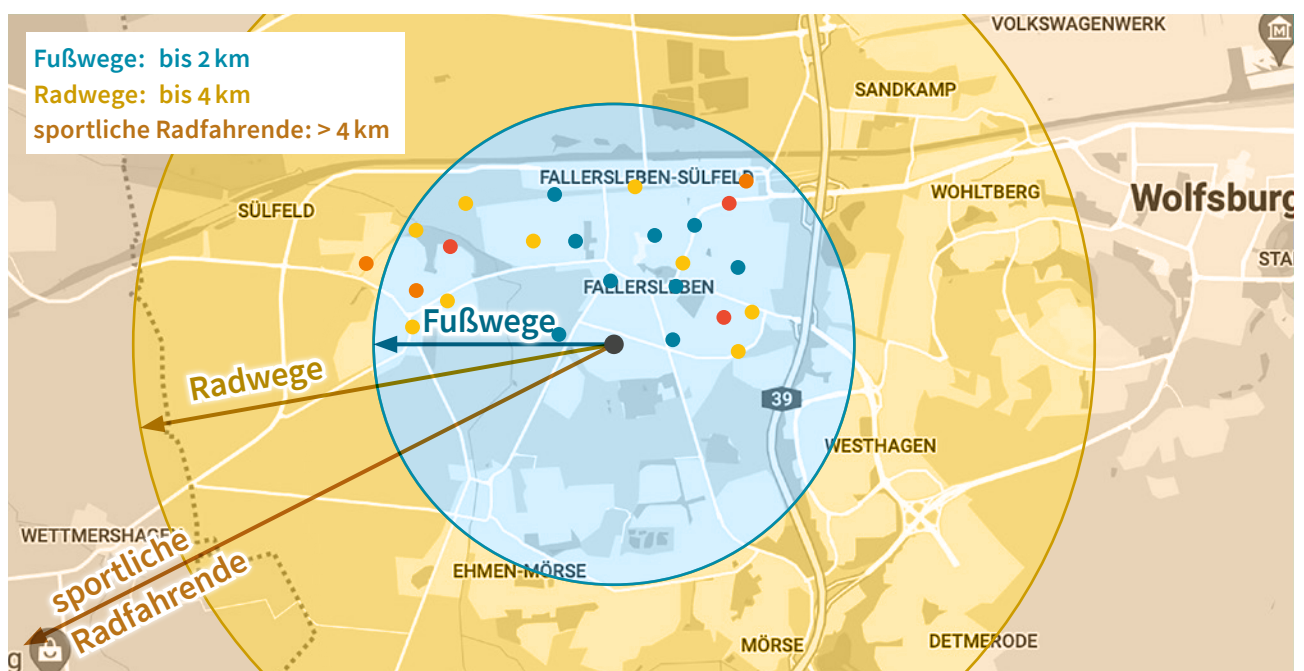 VOLKSWAGENWERK
Fußwege: bis 2 km
Radwege: bis 4 km
sportliche Radfahrende: > 4 km
SANDKAMP
FALLERSLEBEN-SÜLFELD
WOHLTBERG
Wolfsburg
SÜLFELD
STA
FALLERSLEBEN
Fußwege
Radwege
39
WESTHAGEN
WETTMERSHAGEN
sportliche
Radfahrende
EHMEN-MÖRSE
MÖRSE
DETMERODE
g